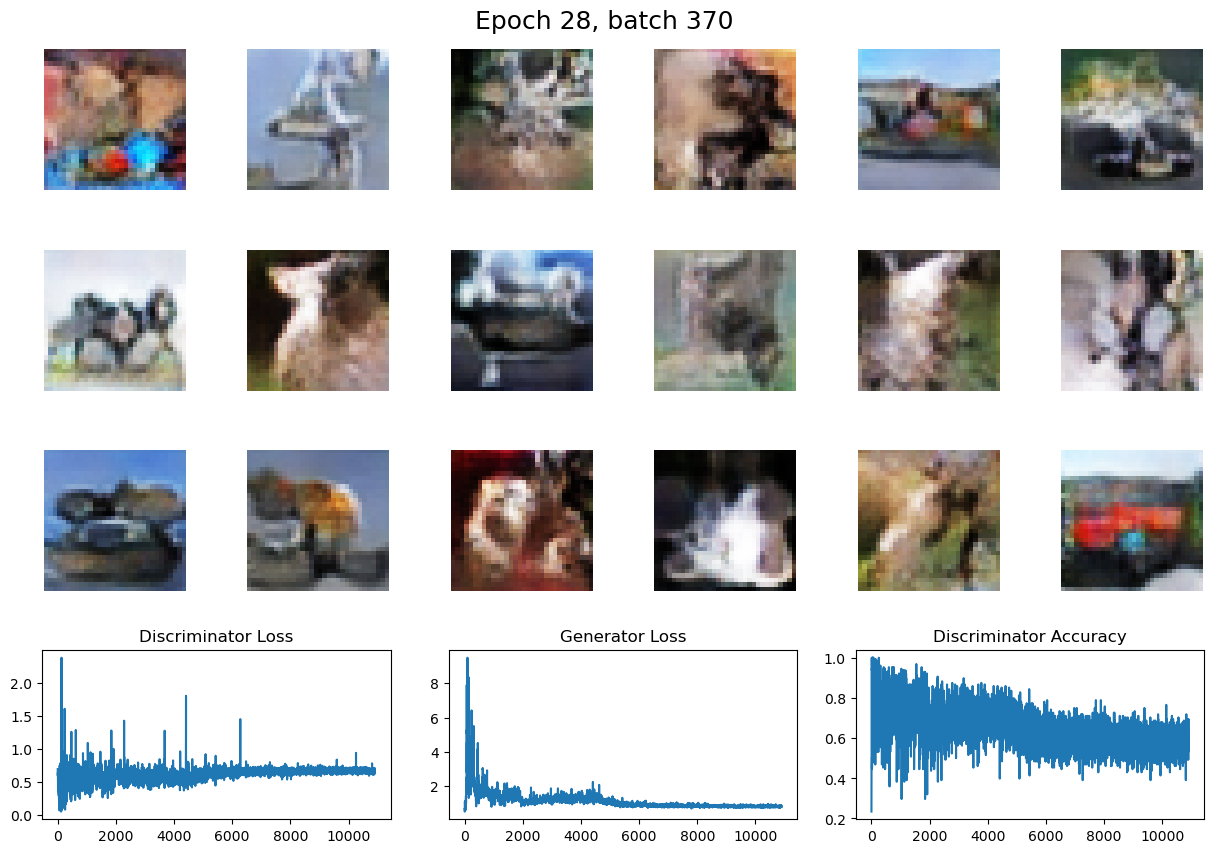 Epoch 28, batch 370
Discriminator Loss
Generator Loss
Discriminator Accuracy
2.0
1.5
1.0
0.5
0.0
0 2000 4000 6000 8000 10000
8
6
4
2
0 2000 4000 6000 8000 10000
1.0
0.8
0.6
0.4
0.2
0 2000 4000 6000 8000 10000